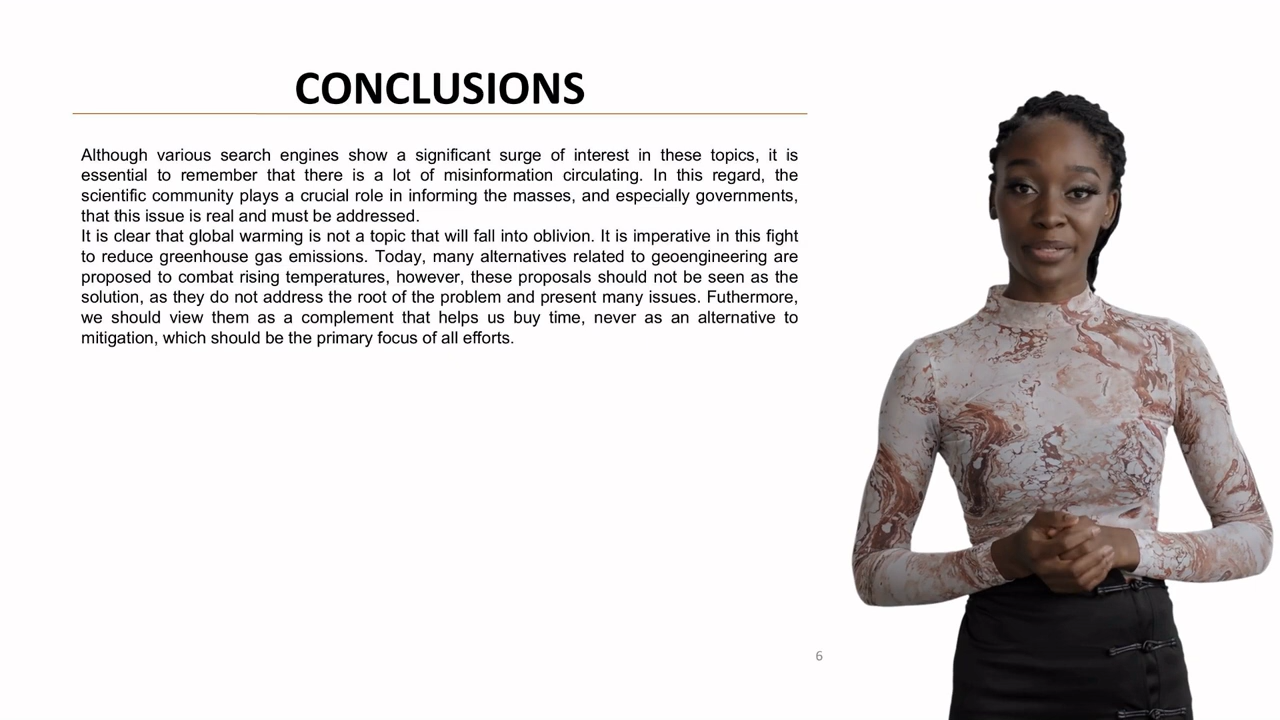 CONCLUSIONS
Although various search engines show a significant surge of interest in these topics, it is
essential to remember that there is a lot of misinformation circulating. In this regard, the
scientific community plays a crucial role in informing the masses, and especially governments,
that this issue is real and must be addressed.
It is clear that global warming is not a topic that will fall into oblivion. It is imperative in this fight
to reduce greenhouse gas emissions. Today, many alternatives related to geoengineering are
proposed to combat rising temperatures, however, these proposals should not be seen as the
solution, as they do not address the root of the problem and present many issues. Futhermore,
we should view them as a complement that helps us buy time, never as an alternative to
mitigation, which should be the primary focus of all efforts.
6